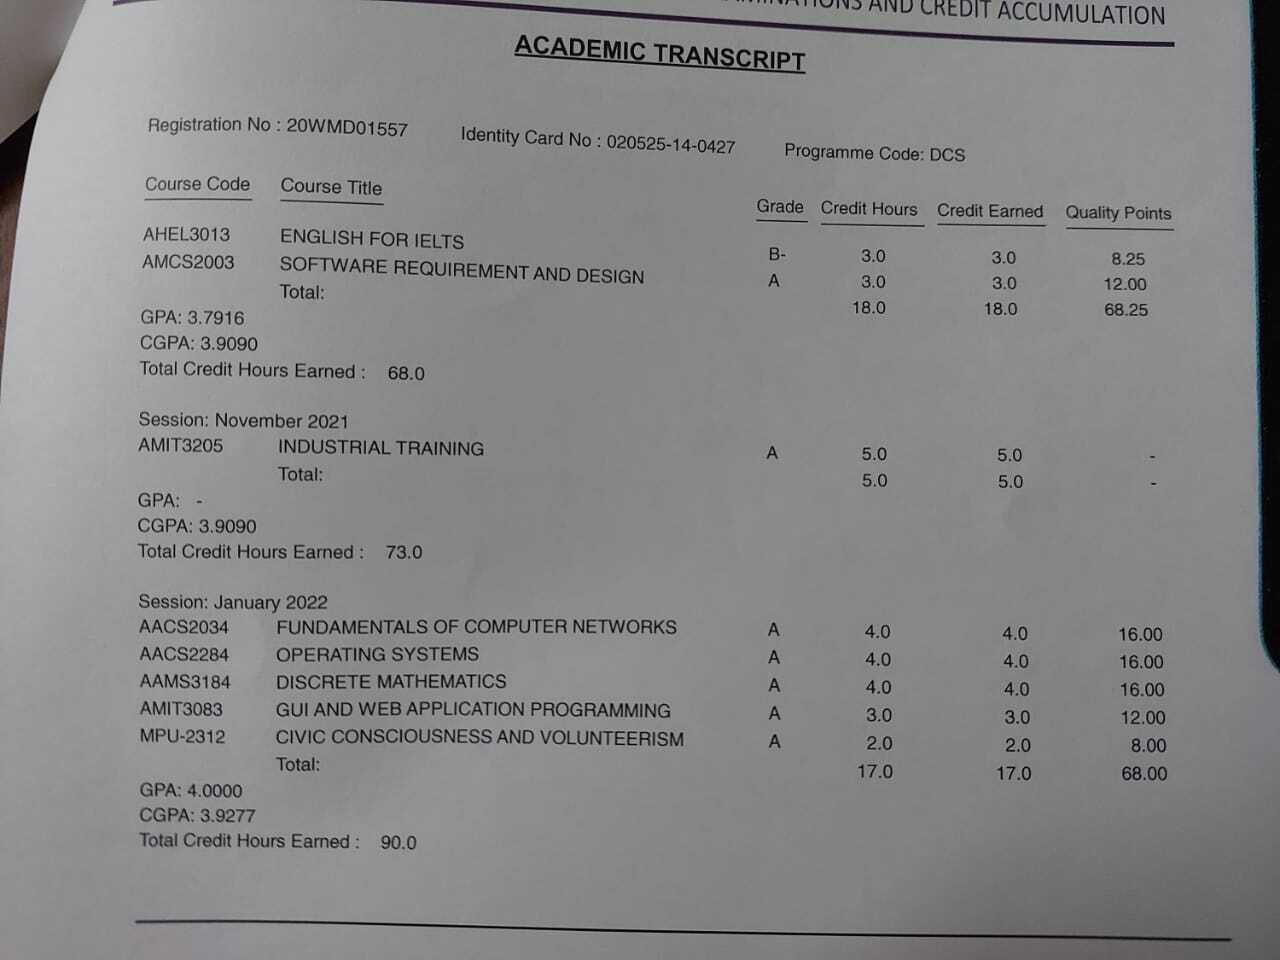 AND CREDIT ACCUMULATION
ACADEMIC TRANSCRIPT
Registration No : 20WMD01557 Identity Card No : 020525-14-0427 Programme Code: DCS
Course Code Course Title Grade Credit Hours Credit Earned Quality Points
AHEL3013 ENGLISH FOR IELTS B- 3.0 3.0 8.25
AMCS2003 SOFTWARE REQUIREMENT AND DESIGN A 3.0 3.0 12.00
Total: 18.0 18.0 68.25
GPA: 3.7916
CGPA: 3.9090
Total Credit Hours Earned : 68.0
Session: November 2021
AMIT3205 INDUSTRIAL TRAINING A 5.0 5.0 -
Total: 5.0 5.0 -
GPA: -
CGPA: 3.9090
Total Credit Hours Earned : 73.0
Session: January 2022
AACS2034 FUNDAMENTALS OF COMPUTER NETWORKS A 4.0 4.0 16.00
AACS2284 OPERATING SYSTEMS A 4.0 4.0 16.00
AAMS3184 DISCRETE MATHEMATICS A 4.0 4.0 16.00
AMIT3083 GUI AND WEB APPLICATION PROGRAMMING A 3.0 3.0 12.00
MPU-2312 CIVIC CONSCIOUSNESS AND VOLUNTEERISM A 2.0 2.0 8.00
Total: 17.0 17.0 68.00
GPA: 4.0000
CGPA: 3.9277
Total Credit Hours Earned : 90.0